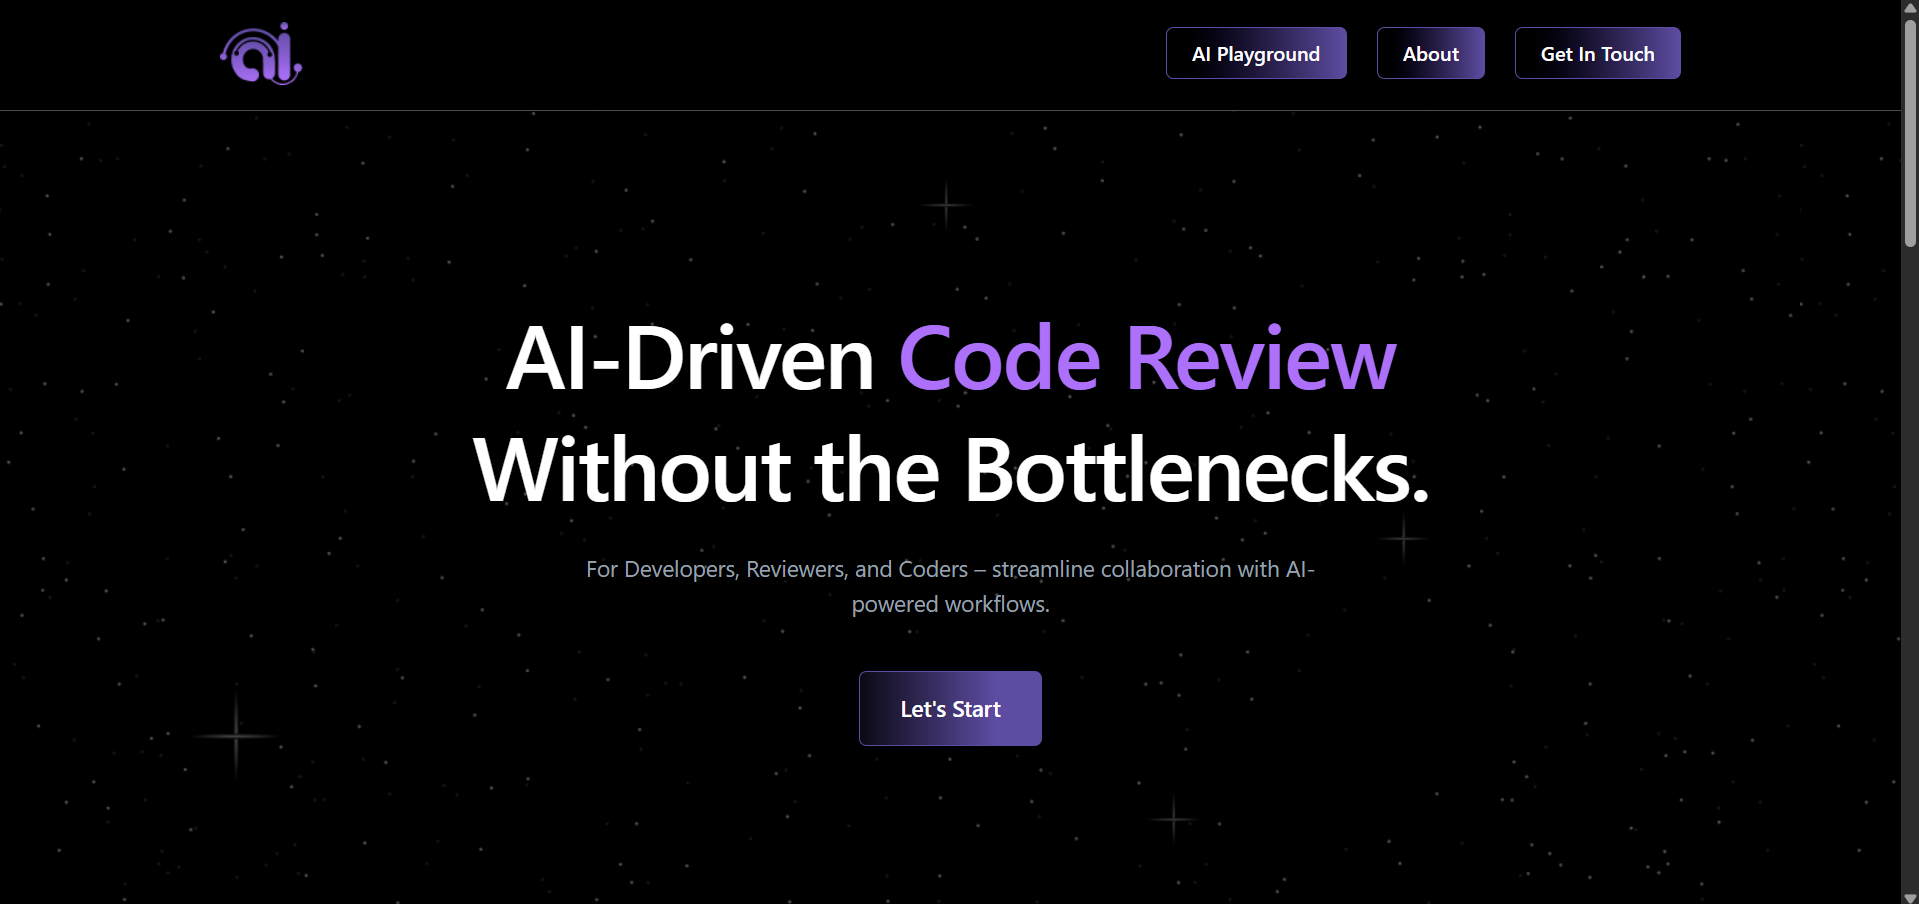 ai
AI Playground
About
Get In Touch
AI-Driven Code Review
Without the Bottlenecks.
For Developers, Reviewers, and Coders – streamline collaboration with AI-
powered workflows.
Let's Start